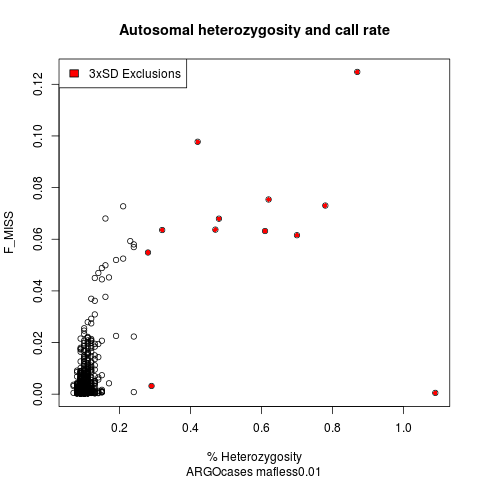 Autosomal heterozygosity and call rate
3xSD Exclusions
F_MISS
0.12
0.10
0.08
0.06
0.04
0.02
0.00
0.2 0.4 0.6 0.8 1.0
% Heterozygosity
ARGOcases mafless0.01